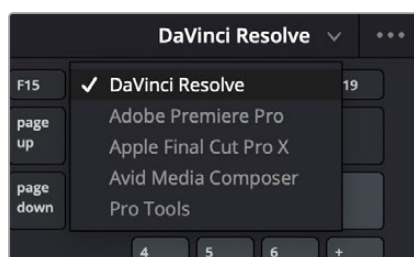 DaVinci Resolve
F15
DaVinci Resolve
19
Adobe Premiere Pro
page
up
Apple Final Cut Pro X
Avid Media Composer
page
down
Pro Tools
4 5 6 +